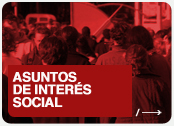 ASUNTOS
DE INTERÉS
SOCIAL